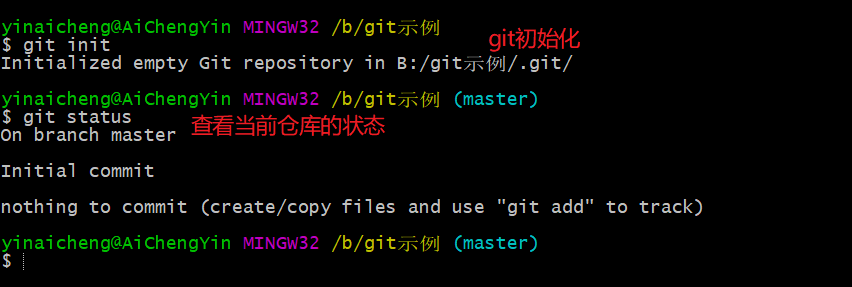 yinaicheng@AiChengYin MINGW32 /b/git示例
$ git init
git初始化
Initialized empty Git repository in B:/git示例/.git/
yinaicheng@AiChengYin MINGW32 /b/git示例 (master)
$ git status
查看当前仓库的状态
On branch master
Initial commit
nothing to commit (create/copy files and use "git add" to track)
yinaicheng@AiChengYin MINGW32 /b/git示例 (master)
$